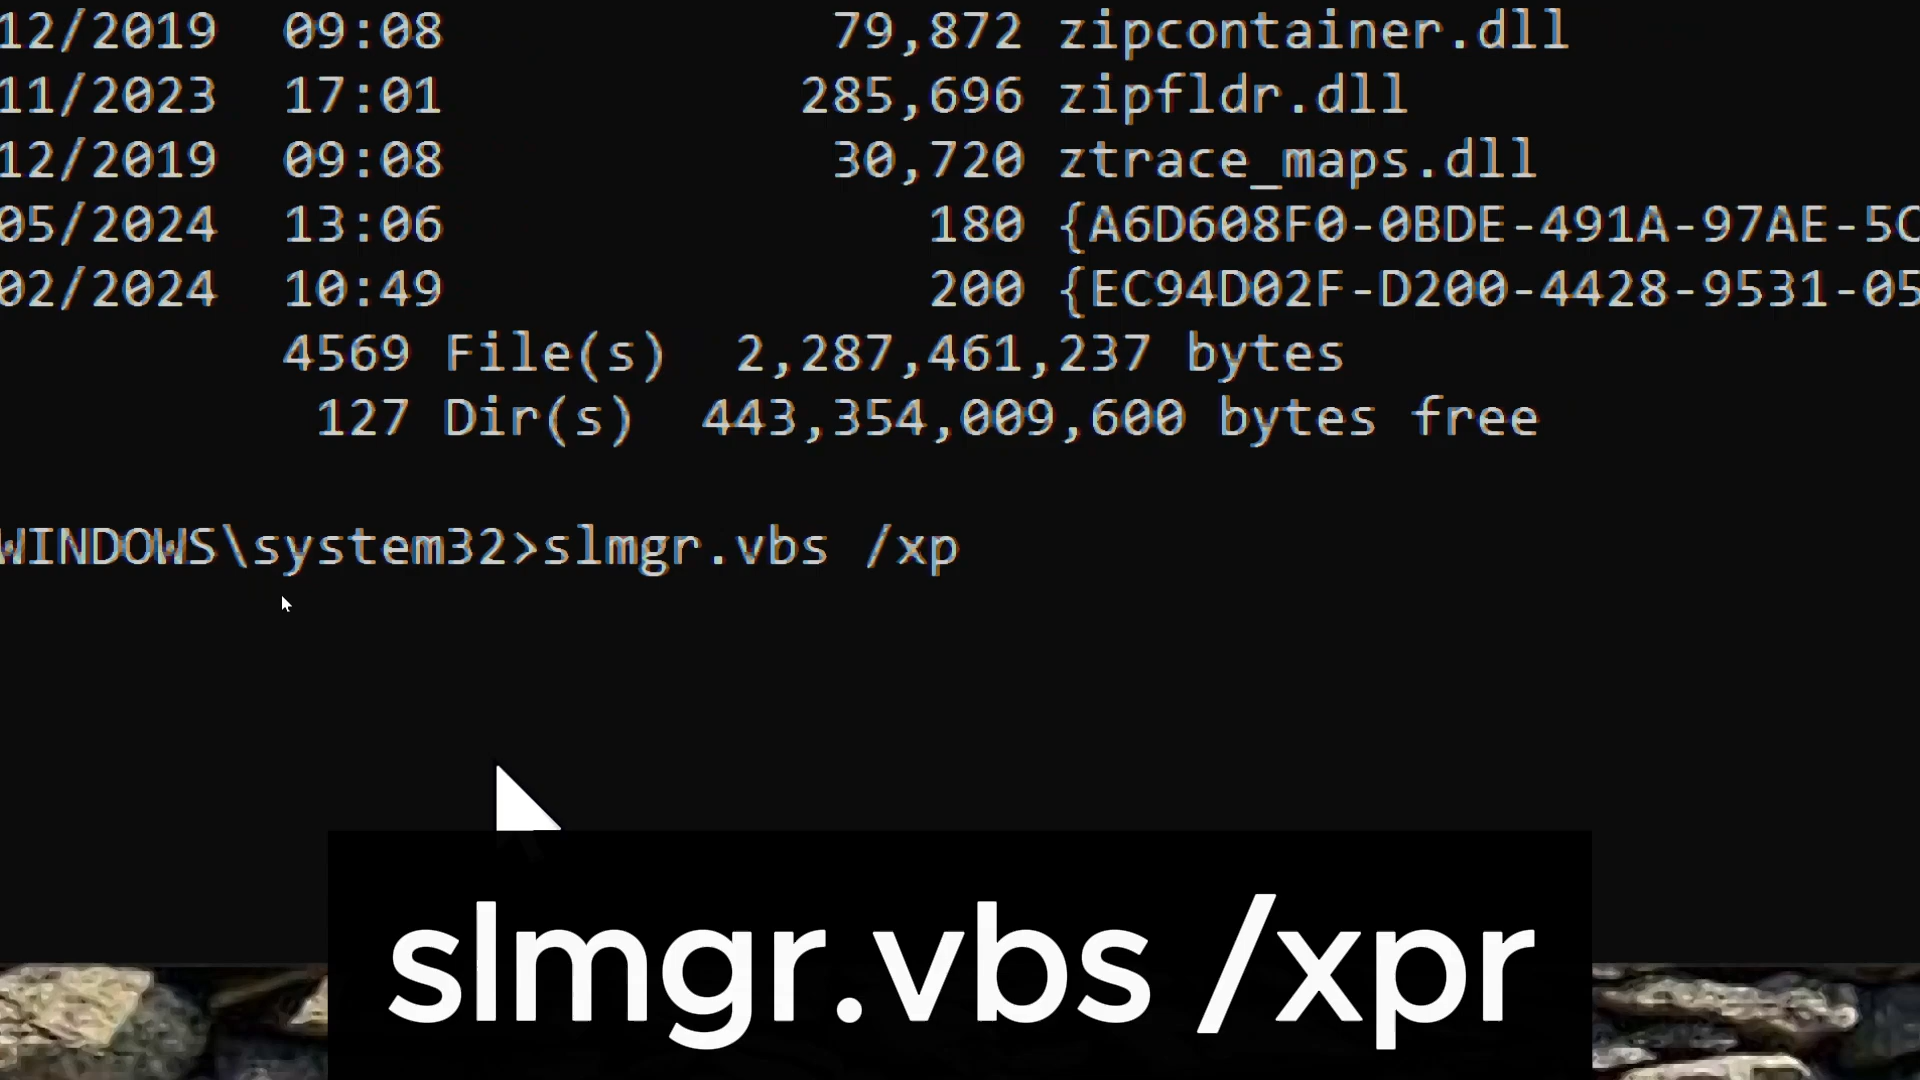 12/2019 09:08 79,872 zipcontainer.dll
11/2023 17:01 285,696 zipfldr.dll
12/2019 09:08 30,720 ztrace_maps.dll
05/2024 13:06 180 {A6D608F0-0BDE-491A-97AE-5C
02/2024 10:49 200 {EC94D02F-D200-4428-9531-05
4569 File(s) 2,287,461,237 bytes
127 Dir(s) 443,354,009,600 bytes free
WINDOWS\system32>slmgr.vbs /xp
slmgr.vbs /xpr